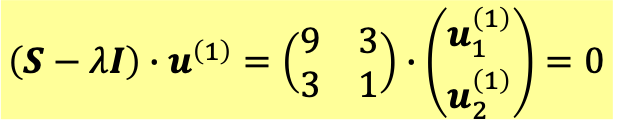 (S − λI) · u⁽¹⁾ = (9 3; 3 1) · (u₁⁽¹⁾; u₂⁽¹⁾) = 0